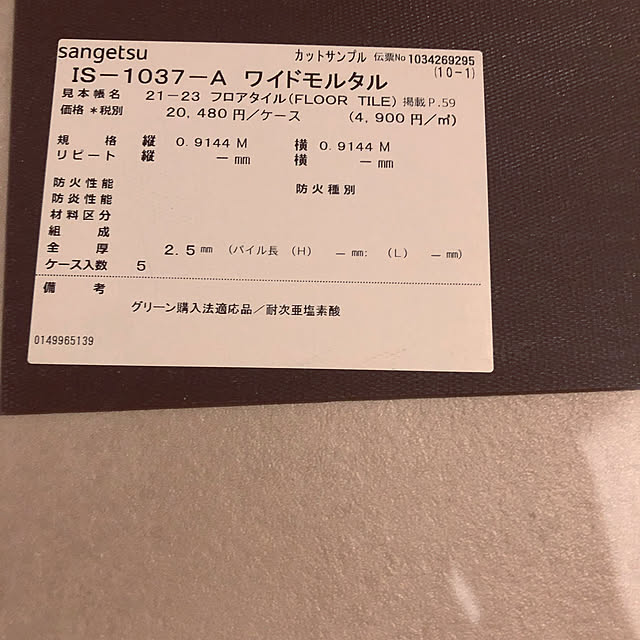 sangetsu カットサンプル 伝票No 1034269295
IS-1037-A ワイドモルタル (10-1)
見本帳名 21-23 フロアタイル(FLOOR TILE) 掲載P.59
価格*税別 20,480円/ケース (4,900円/㎡)
規格 縦 0.9144 M 横 0.9144 M
リピート 縦 -mm 横 -mm
防火性能 防火種別
防炎性能
材料区分
組成
全厚 2.5mm (パイル長 (H) -mm; (L) -mm)
ケース入数 5
備考
グリーン購入法適応品/耐次亜塩素酸
0149965139